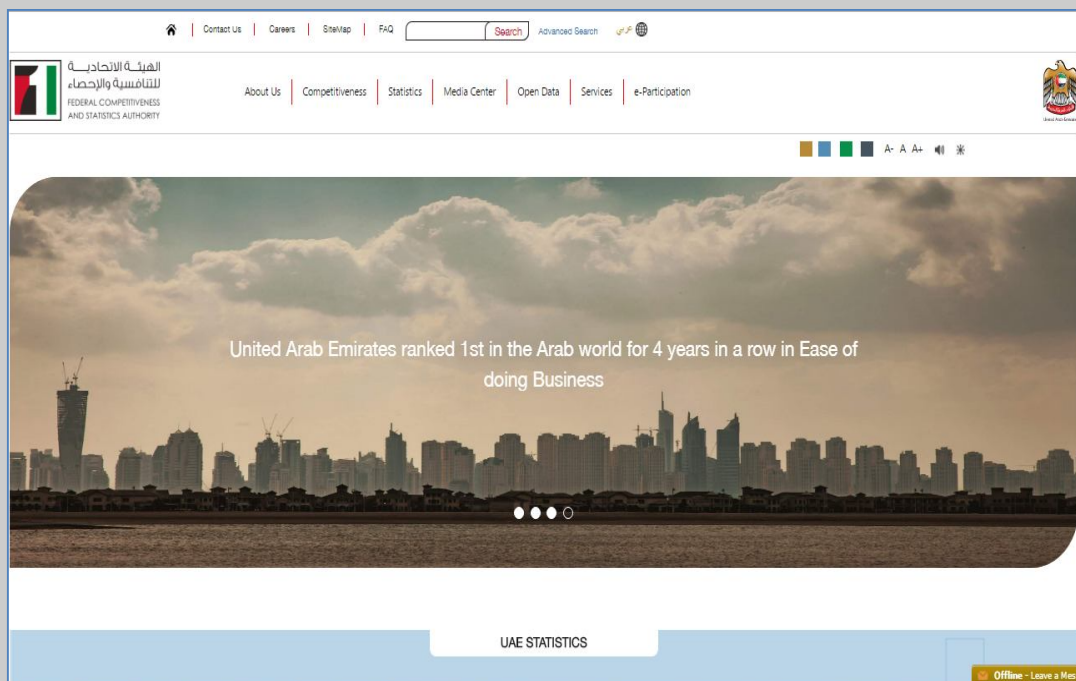 Contact Us
Careers
SiteMap
FAQ
Search
Advanced Search
عربي
الهيئة الاتحادية
للتنافسية والإحصاء
FEDERAL COMPETITIVENESS
AND STATISTICS AUTHORITY
About Us
Competitiveness
Statistics
Media Center
Open Data
Services
e-Participation
A- A A+
United Arab Emirates ranked 1st in the Arab world for 4 years in a row in Ease of
doing Business
UAE STATISTICS
Offline - Leave a Mes